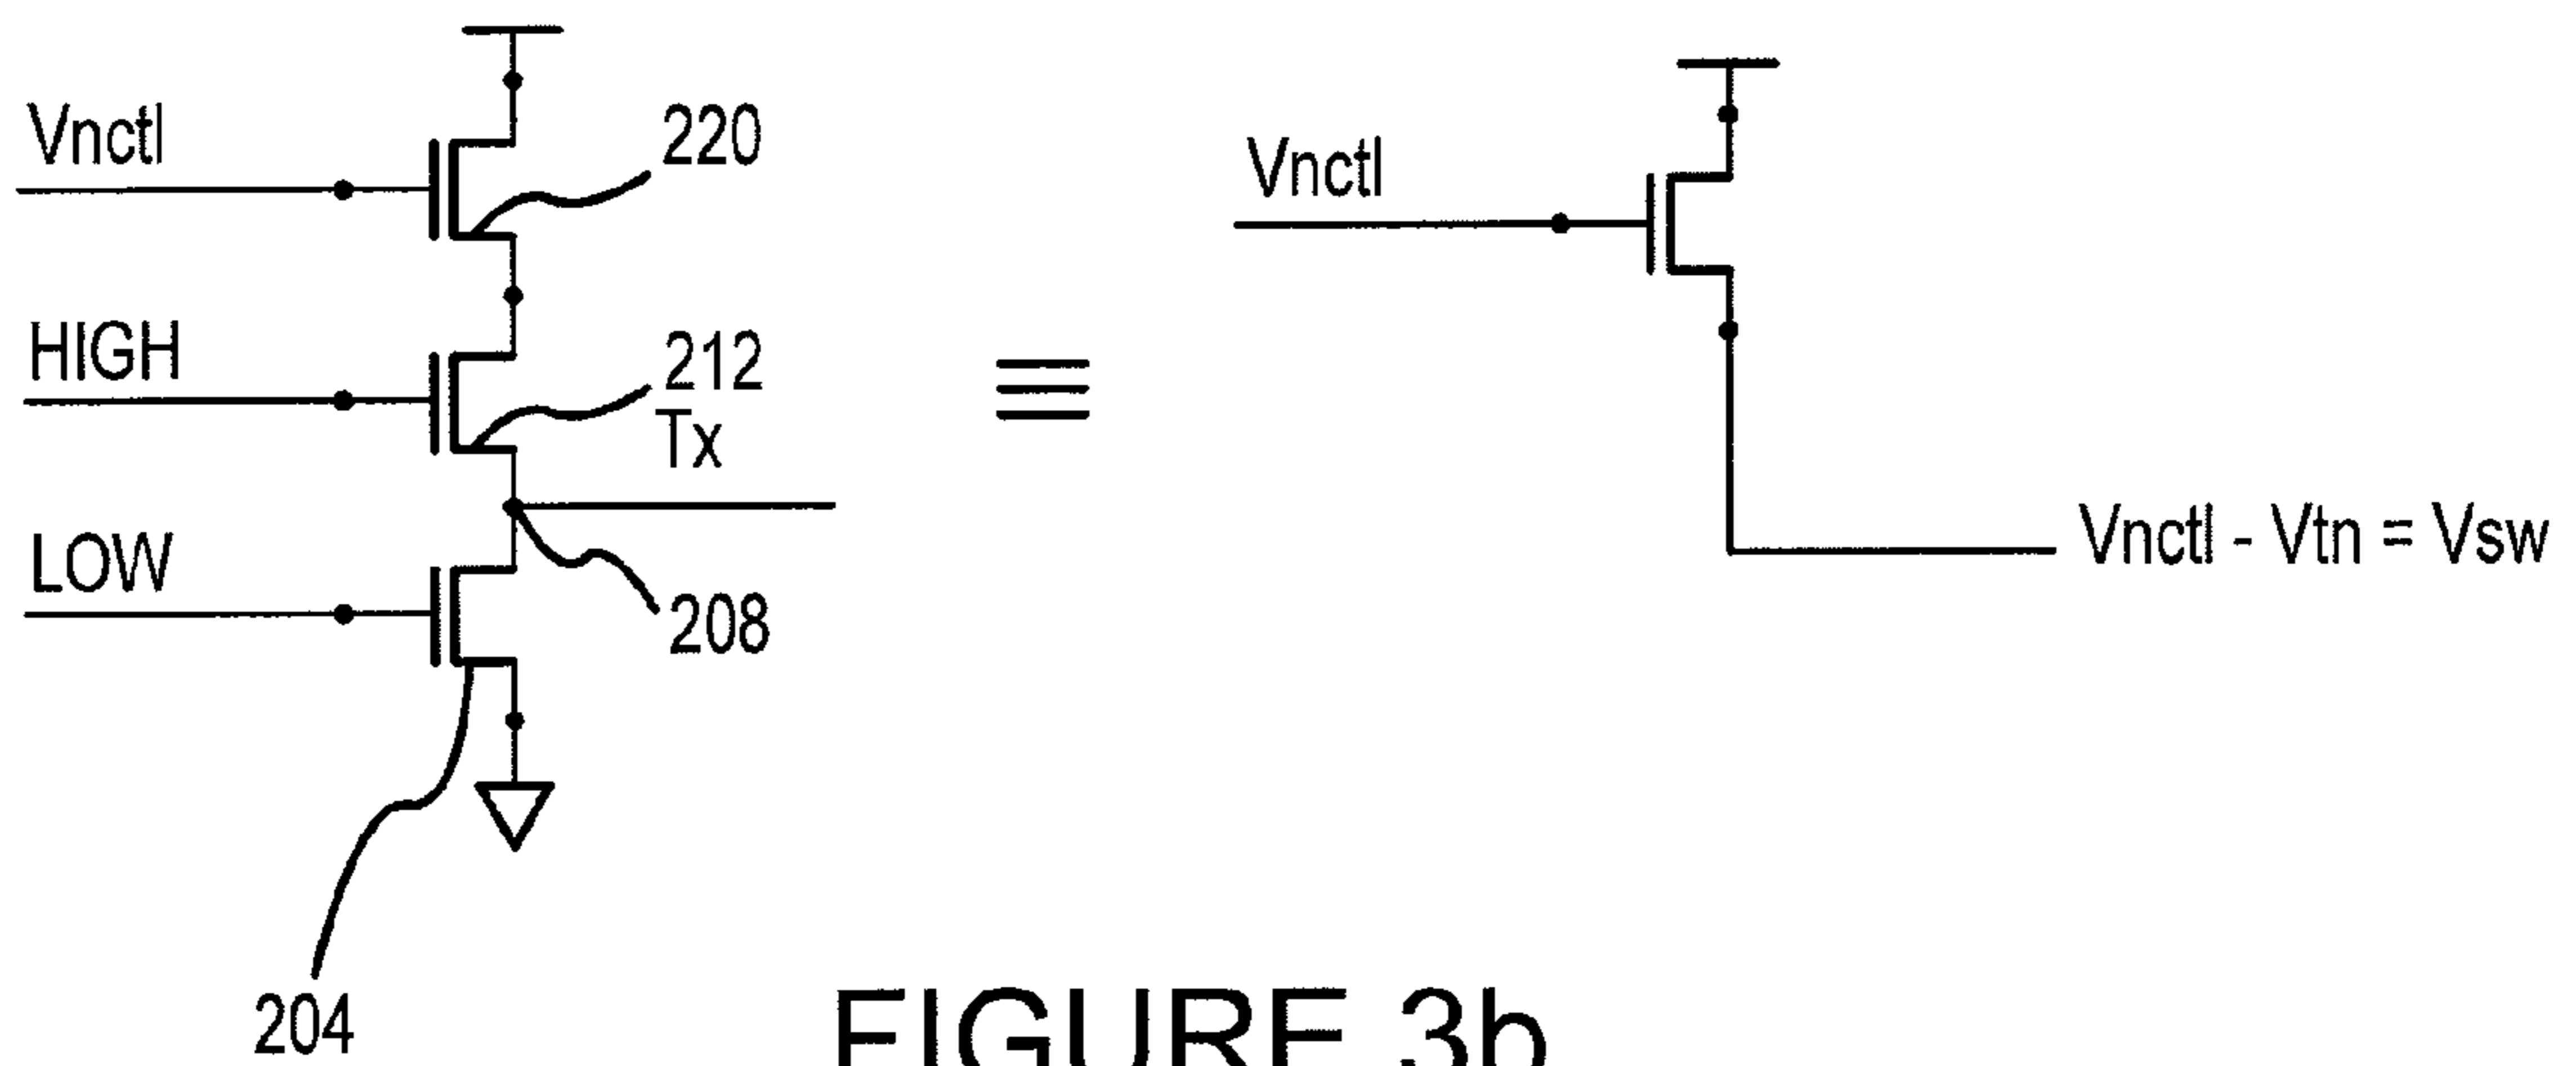 Vnctl
220
HIGH
212
Tx
LOW
208
204
≡
Vnctl
Vnctl - Vtn = Vsw
FIGURE 3b